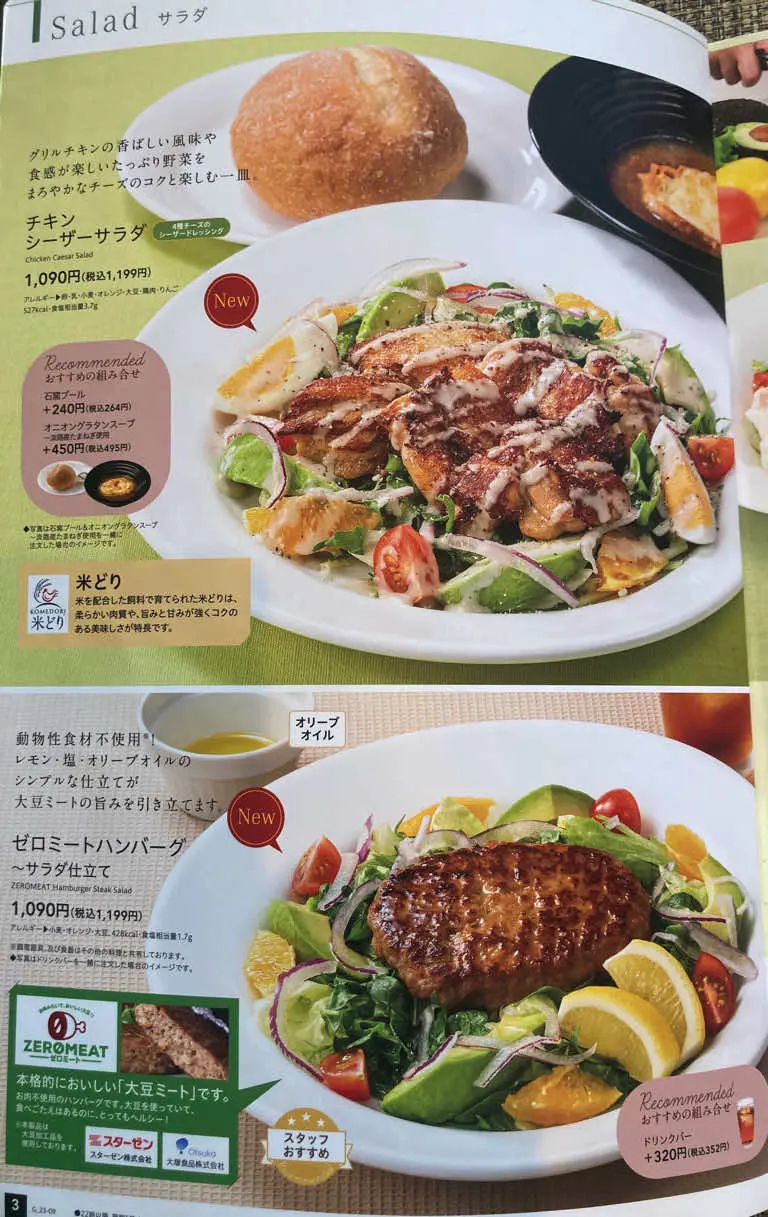 Salad サラダ
グリルチキンの香ばしい風味や
食感が楽しいたっぷり野菜を
まろやかなチーズのコクと楽しむ一皿。
チキン
シーザーサラダ
4種チーズの
シーザードレッシング
Chicken Caesar Salad
1,090円(税込1,199円)
アレルギー▶卵・乳・小麦・オレンジ・大豆・鶏肉・りんご
527kcal・食塩相当量3.7g
New
Recommended
おすすめの組み合せ
石窯ブール
+240円(税込264円)
オニオングラタンスープ
~淡路産たまねぎ使用
+450円(税込495円)
◆写真は石窯ブール&オニオングラタンスープ
~淡路産たまねぎ使用を一緒に
注文した場合のイメージです。
KOMEDORI
米どり
米どり
米を配合した飼料で育てられた米どりは、
柔らかい肉質や、旨みと甘みが強くコクの
ある美味しさが特長です。
オリーブ
オイル
動物性食材不使用※!
レモン・塩・オリーブオイルの
シンプルな仕立てが
大豆ミートの旨みを引き立てます。
New
ゼロミートハンバーグ
~サラダ仕立て
ZEROMEAT Hamburger Steak Salad
1,090円(税込1,199円)
アレルギー▶小麦・オレンジ・大豆、428kcal・食塩相当量1.7g
※調理器具、及び食器はその他の料理と共有しております。
◆写真はドリンクバーを一緒に注文した場合のイメージです。
ZEROMEAT
ゼロミート
本格的においしい「大豆ミート」です。
お肉不使用のハンバーグです。大豆を使っていて、
食べごたえはあるのに、とってもヘルシー!
※本製品は
大豆加工品を
使用しております。
スターゼン
スターゼン株式会社
Otsuka
大塚食品株式会社
スタッフ
おすすめ
Recommended
おすすめの組み合せ
ドリンクバー
+320円(税込352円)
3
G_23-09